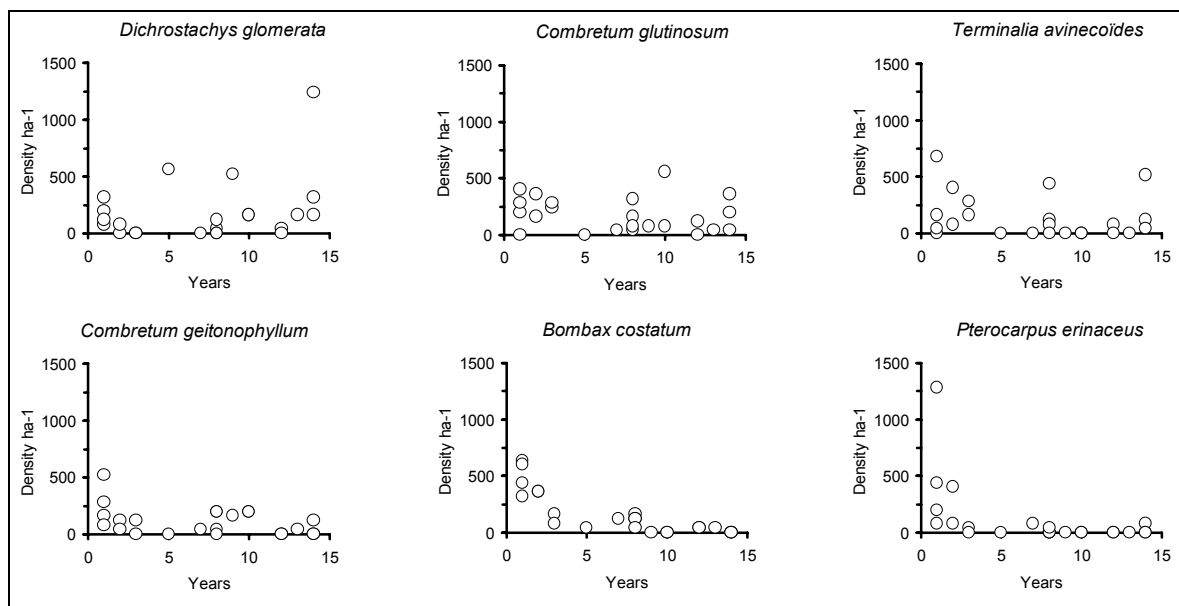 Dichrostachys glomerata
1500
1000
500
0
Density ha-1
0 5 10 15
Years
Combretum glutinosum
1500
1000
500
0
Density ha-1
0 5 10 15
Years
Terminalia avinecoïdes
1500
1000
500
0
Density ha-1
0 5 10 15
Years
Combretum geitonophyllum
1500
1000
500
0
Density ha-1
0 5 10 15
Years
Bombax costatum
1500
1000
500
0
Density ha-1
0 5 10 15
Years
Pterocarpus erinaceus
1500
1000
500
0
Density ha-1
0 5 10 15
Years